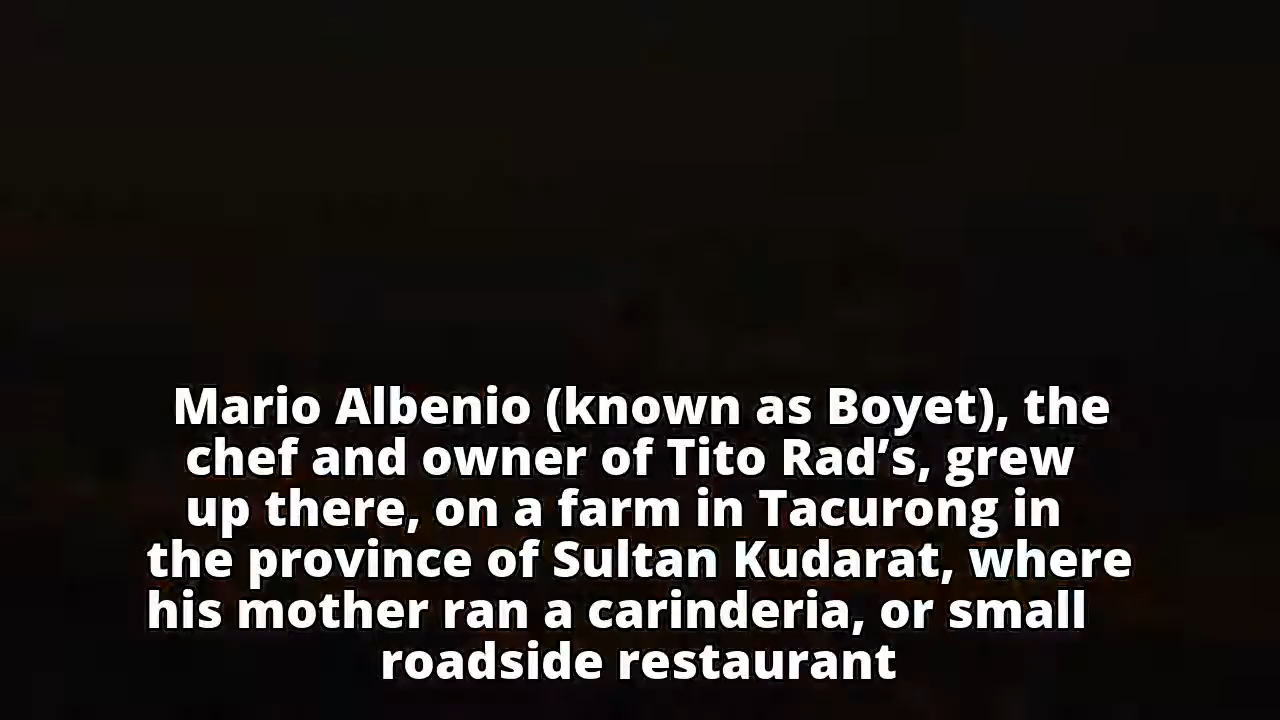 Mario Albenio (known as Boyet), the
chef and owner of Tito Rad’s, grew
up there, on a farm in Tacurong in
the province of Sultan Kudarat, where
his mother ran a carinderia, or small
roadside restaurant